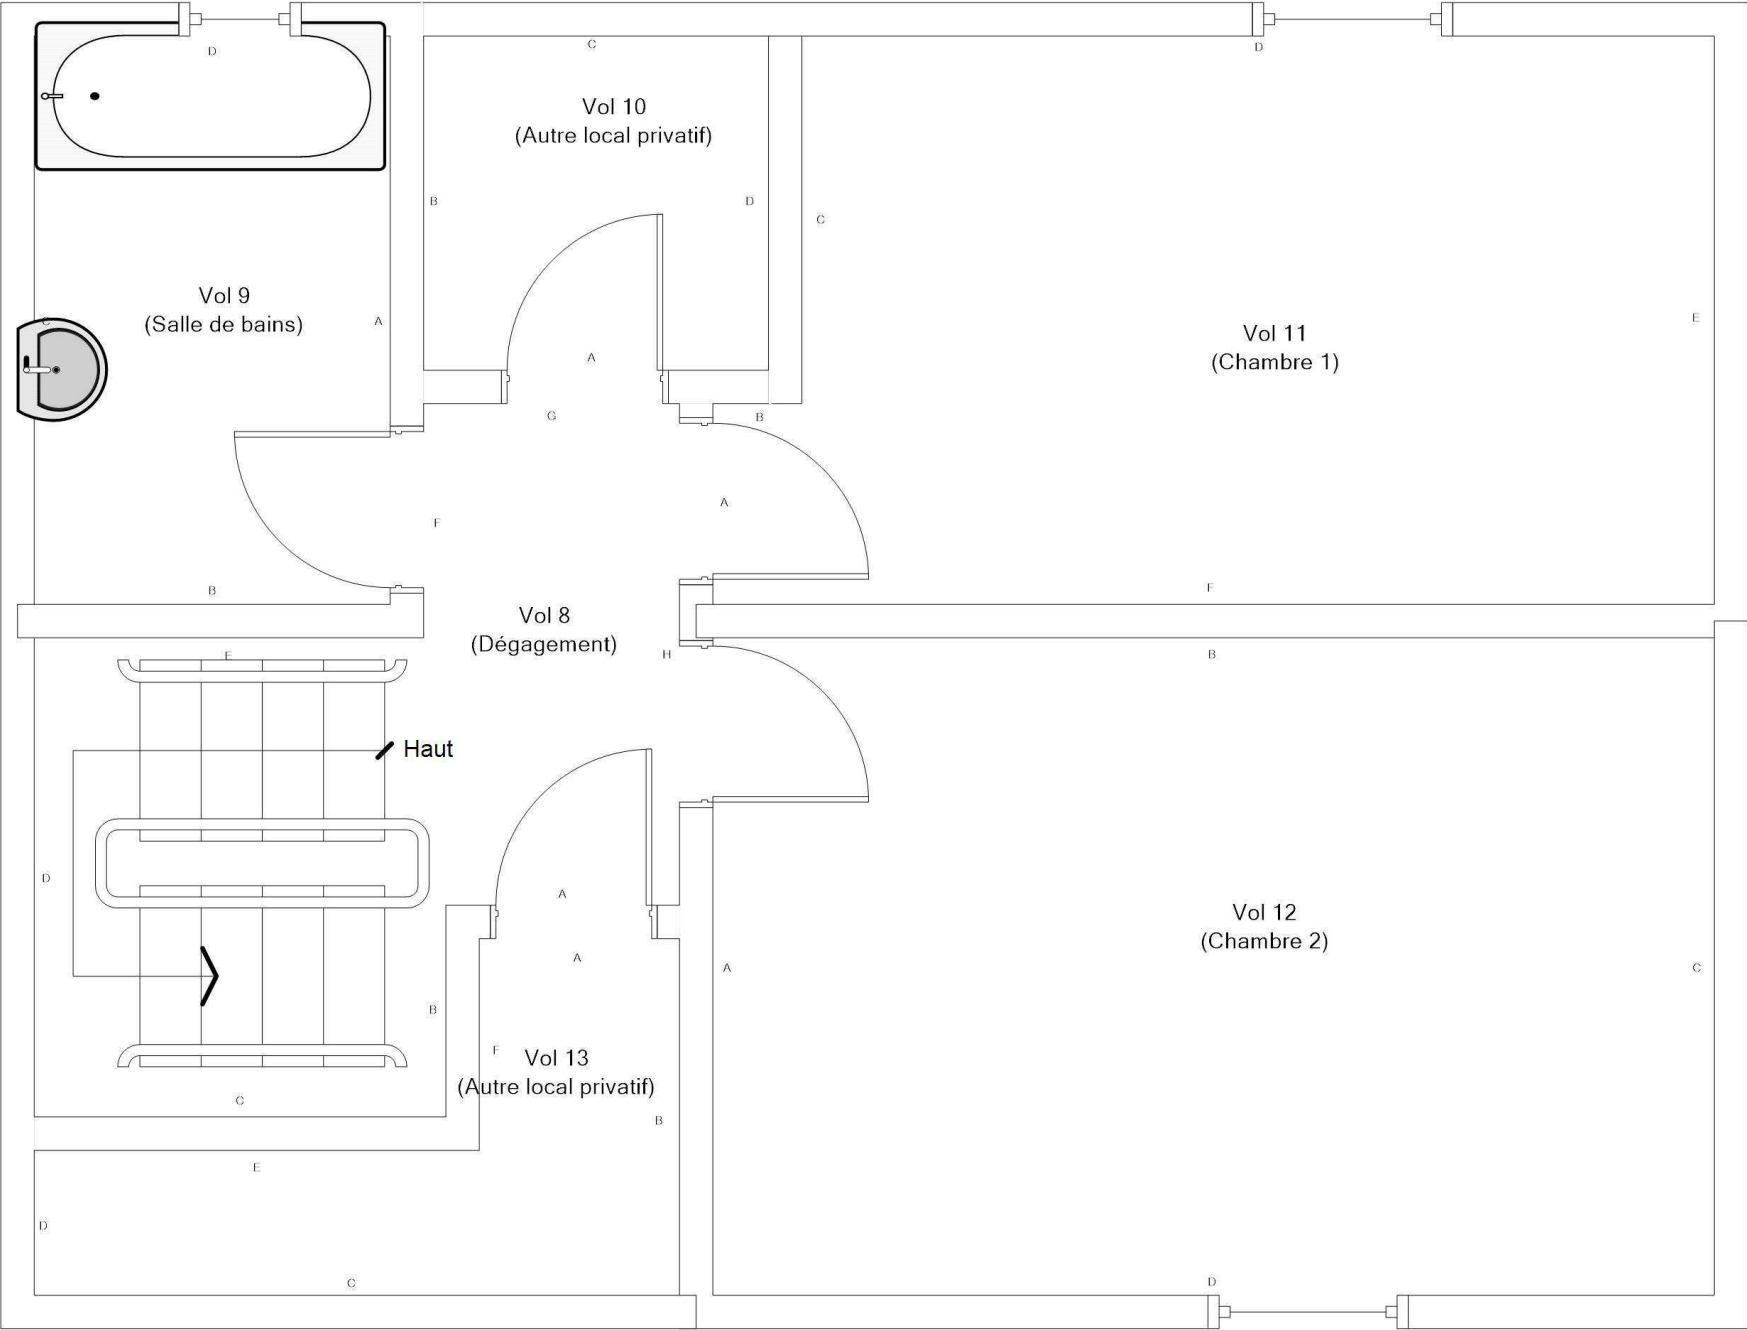 D
C
D
Vol 10
(Autre local privatif)
B
D
C
Vol 9
(Salle de bains)
C
A
Vol 11
(Chambre 1)
E
A
G
B
A
F
B
F
Vol 8
(Dégagement)
E
H
B
Haut
D
A
Vol 12
(Chambre 2)
A
A
C
B
F
Vol 13
(Autre local privatif)
C
B
E
D
C
D